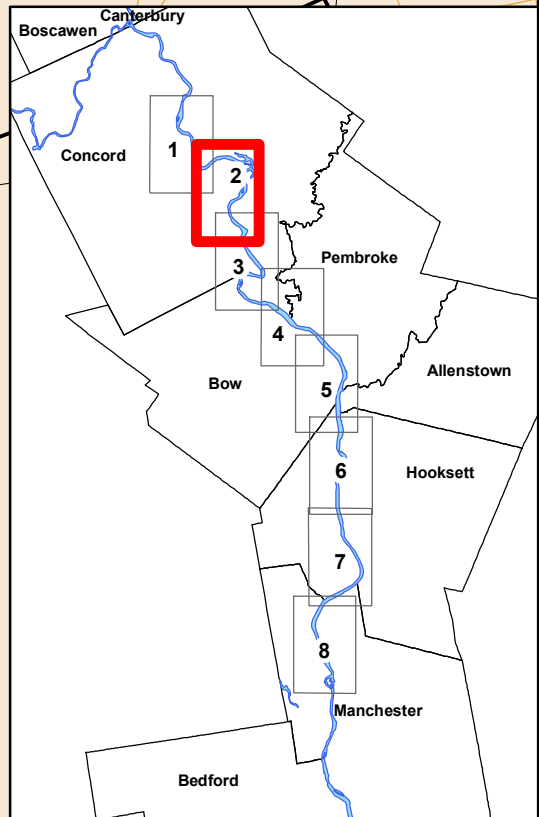 Canterbury
Boscawen
1
Concord
2
Pembroke
3
4
Allenstown
Bow
5
6
Hooksett
7
8
Manchester
Bedford